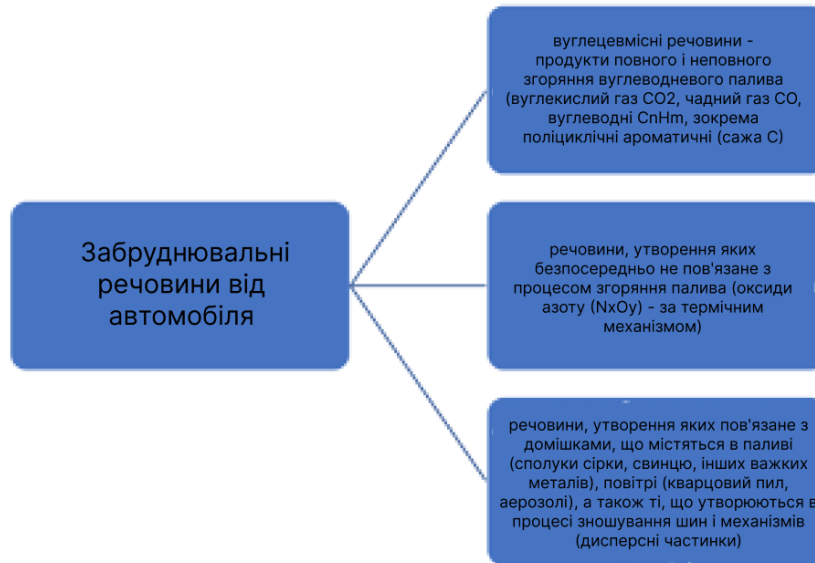 Забруднювальні
речовини від
автомобіля
вуглецевмісні речовини -
продукти повного і неповного
згоряння вуглеводневого палива
(вуглекислий газ CO2, чадний газ CO,
вуглеводні CnHm, зокрема
поліциклічні ароматичні (сажа С)
речовини, утворення яких
безпосередньо не пов'язане з
процесом згоряння палива (оксиди
азоту (NxOy) - за термічним
механізмом)
речовини, утворення яких пов'язане з
домішками, що містяться в паливі
(сполуки сірки, свинцю, інших важких
металів), повітрі (кварцовий пил,
аерозолі), а також ті, що утворюються в
процесі зношування шин і механізмів
(дисперсні частинки)